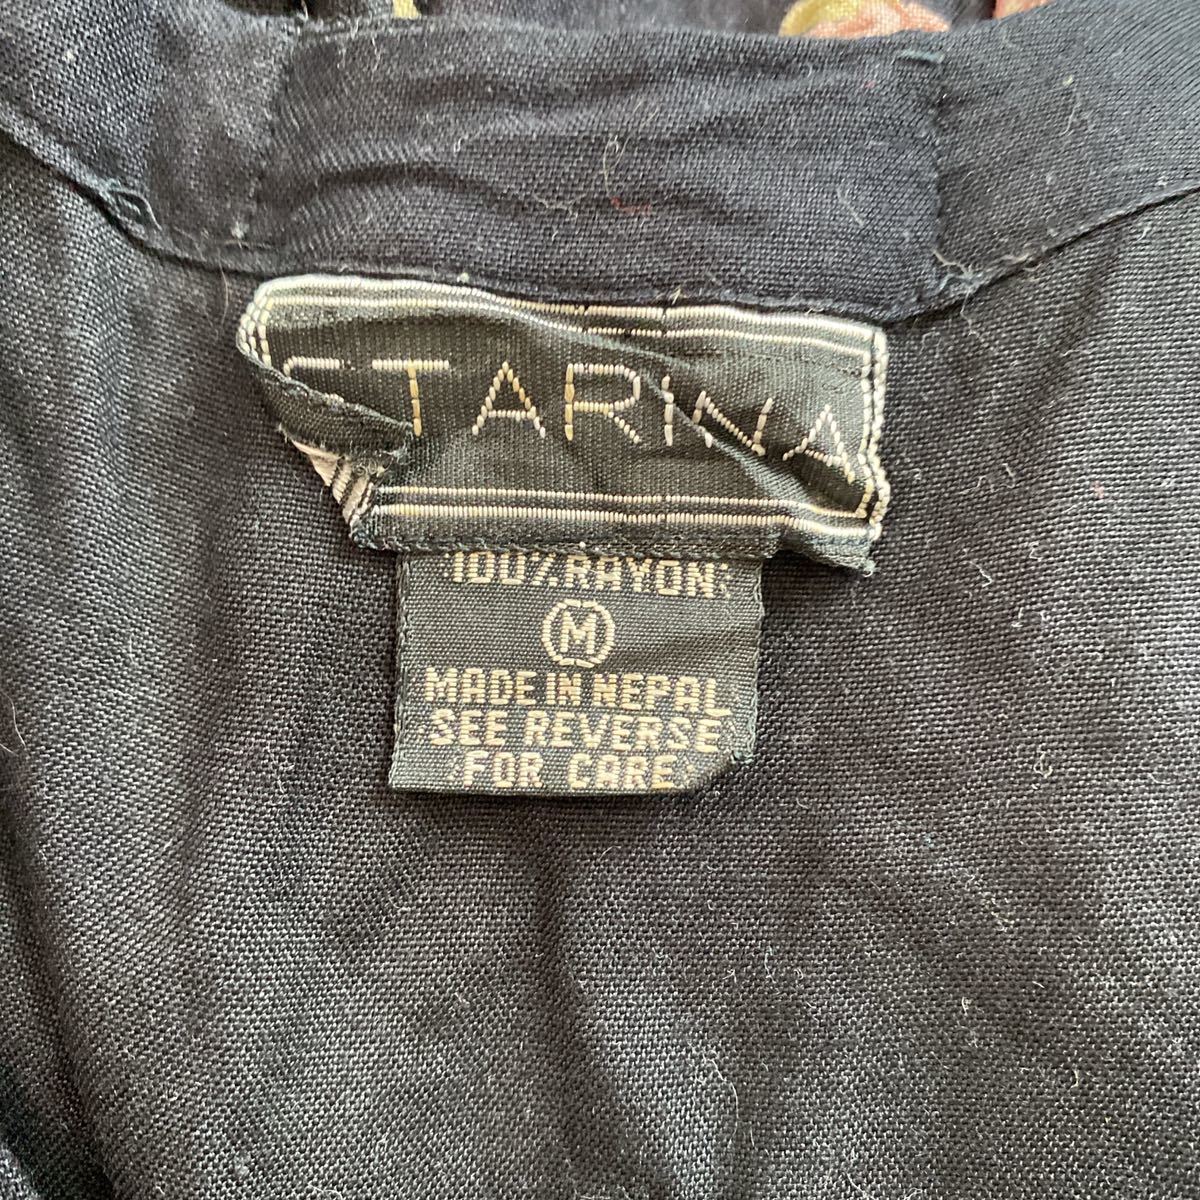 STARINA
100% RAYON
M
MADE IN NEPAL
SEE REVERSE
FOR CARE